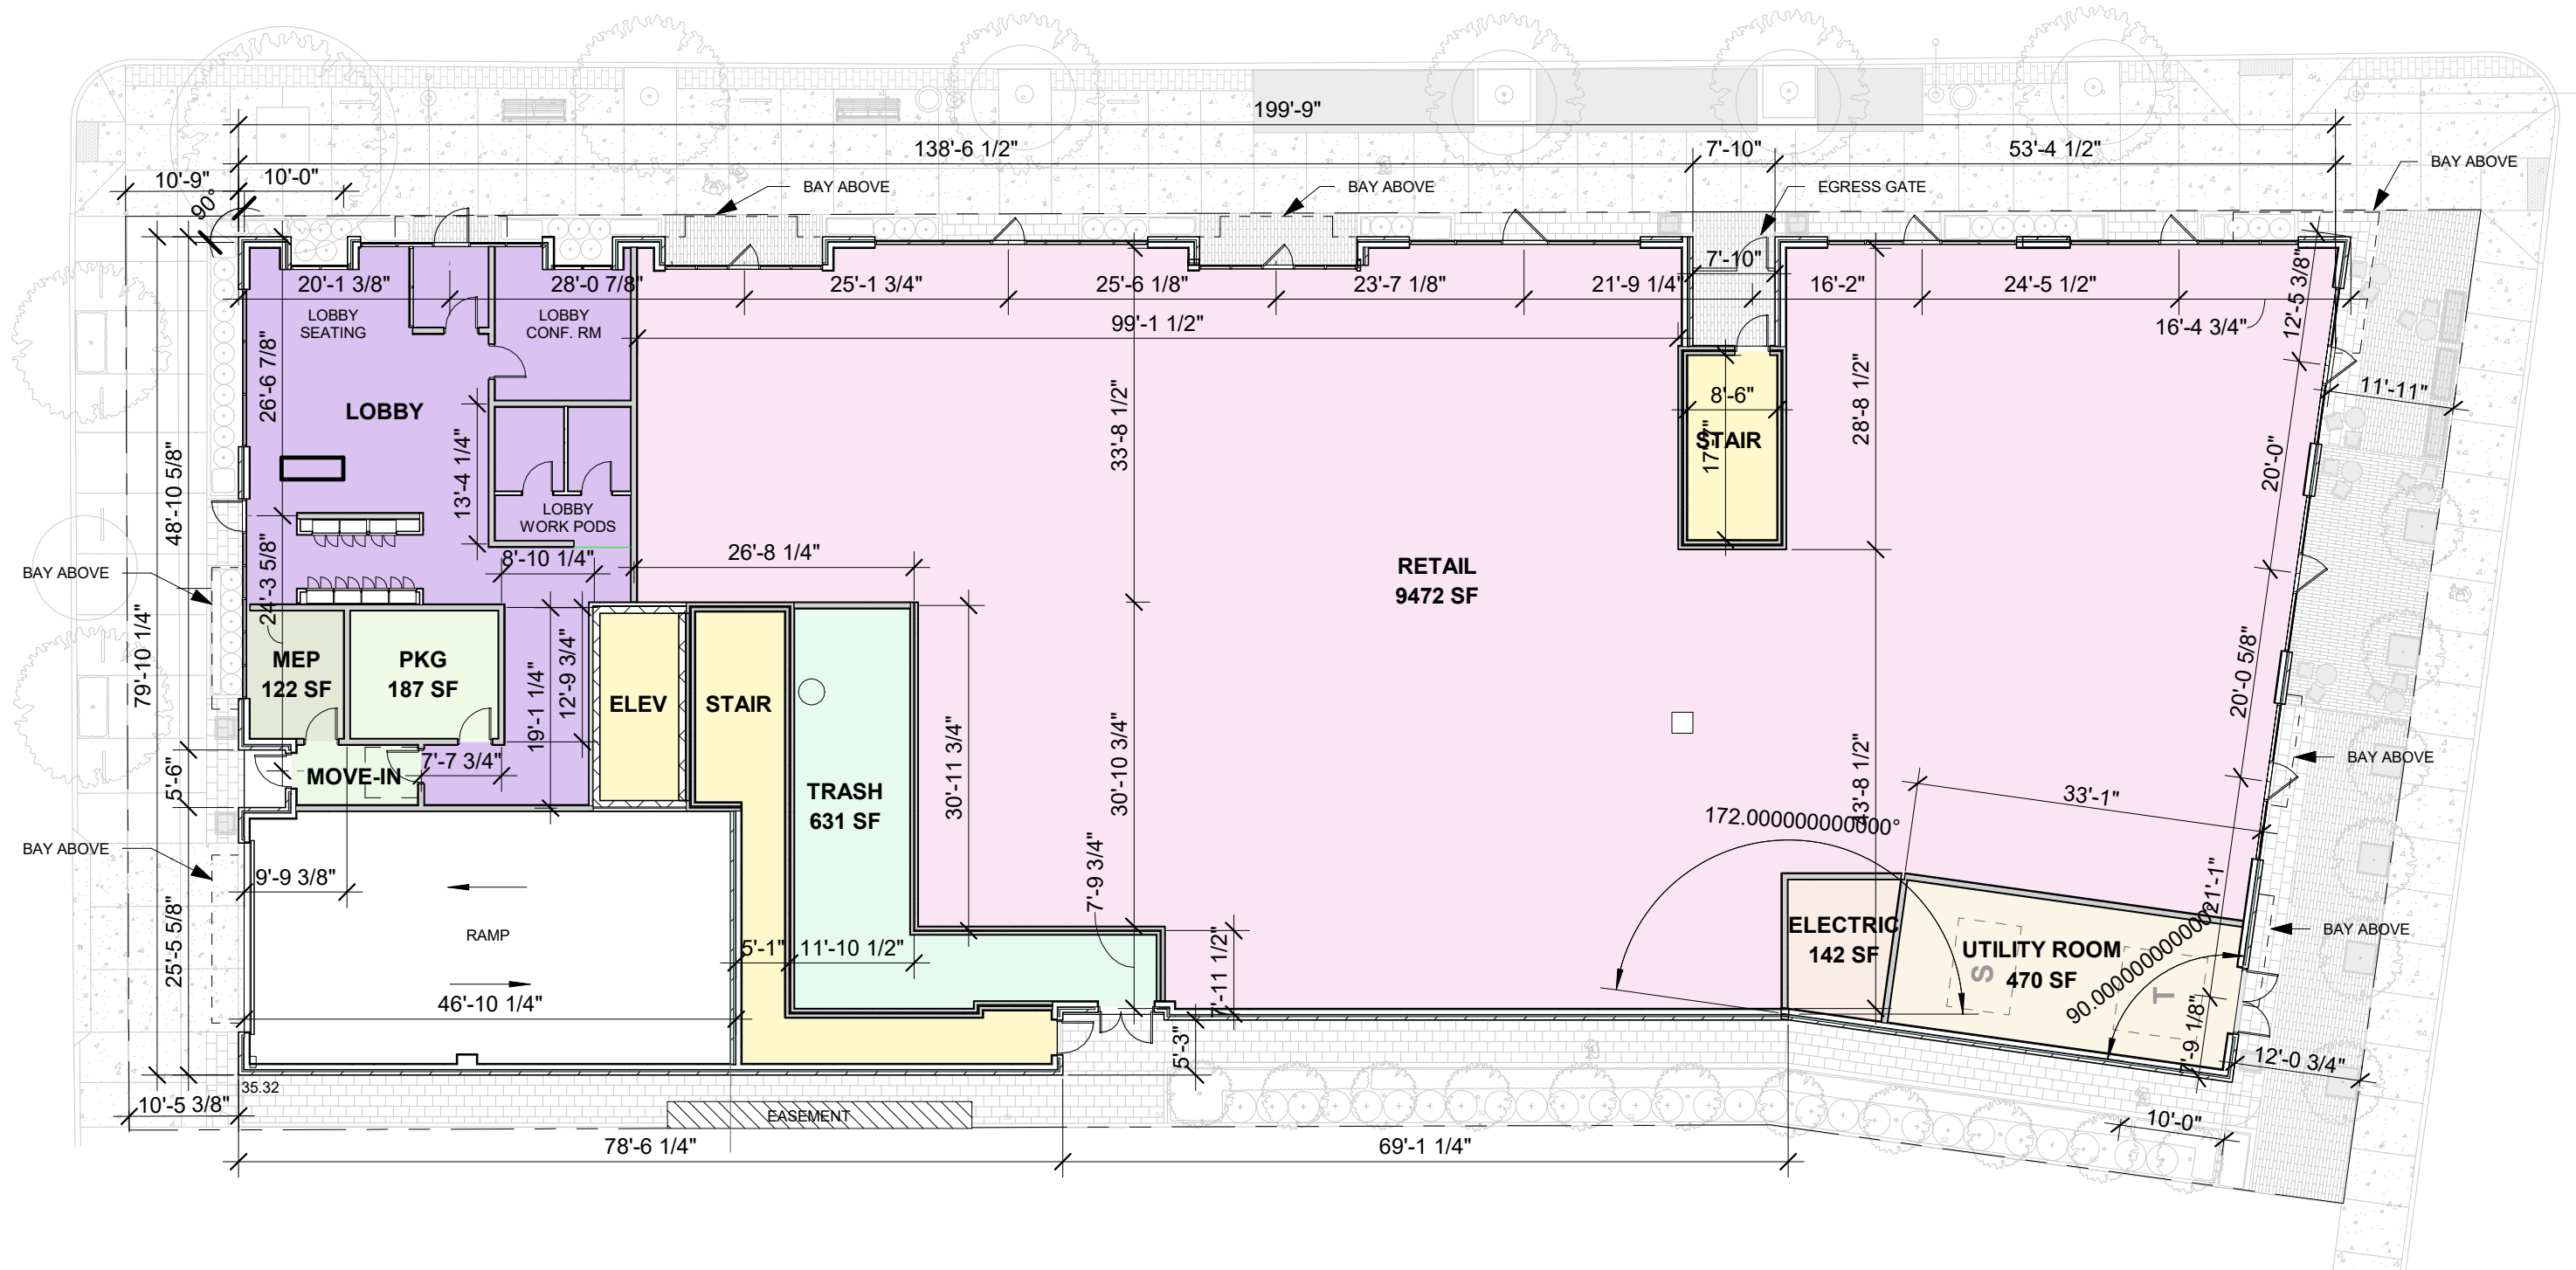 199'-9"
138'-6 1/2"
7'-10"
53'-4 1/2"
BAY ABOVE
10'-9"
10'-0"
BAY ABOVE
BAY ABOVE
EGRESS GATE
90°
7'-10"
20'-1 3/8"
28'-0 7/8"
25'-1 3/4"
25'-6 1/8"
23'-7 1/8"
21'-9 1/4"
16'-2"
24'-5 1/2"
12'-5 3/8"
LOBBY
SEATING
LOBBY
CONF. RM
99'-1 1/2"
16'-4 3/4"
26'-6 7/8"
LOBBY
33'-8 1/2"
8'-6"
28'-8 1/2"
11'-11"
STAIR
17'-7"
13'-4 1/4"
20'-0"
48'-10 5/8"
LOBBY
WORK PODS
8'-10 1/4"
26'-8 1/4"
RETAIL
9472 SF
BAY ABOVE
24'-3 5/8"
79'-10 1/4"
MEP
122 SF
PKG
187 SF
19'-1 1/4"
12'-9 3/4"
ELEV
STAIR
20'-0 5/8"
30'-11 3/4"
30'-10 3/4"
43'-8 1/2"
BAY ABOVE
5'-6"
MOVE-IN
7'-7 3/4"
TRASH
631 SF
33'-1"
172.000000000000°
BAY ABOVE
9'-9 3/8"
7'-9 3/4"
21'-1"
25'-5 5/8"
RAMP
5'-1"
11'-10 1/2"
7'-11 1/2"
ELECTRIC
142 SF
UTILITY ROOM
470 SF
S
T
90.000000000000°
BAY ABOVE
46'-10 1/4"
5'-3"
12'-0 3/4"
35.32
10'-5 3/8"
EASEMENT
10'-0"
78'-6 1/4"
69'-1 1/4"